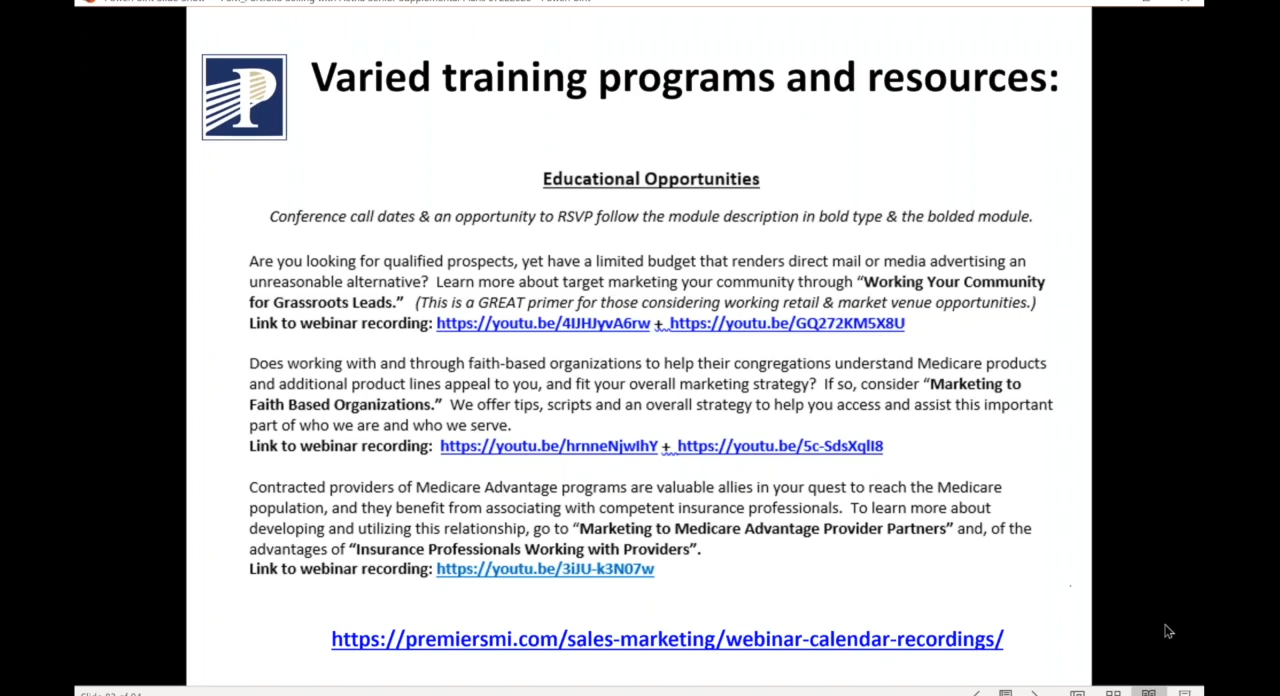 Varied training programs and resources:
P
Educational Opportunities
Conference call dates & an opportunity to RSVP follow the module description in bold type & the bolded module.
Are you looking for qualified prospects, yet have a limited budget that renders direct mail or media advertising an
unreasonable alternative? Learn more about target marketing your community through “Working Your Community
for Grassroots Leads.” (This is a GREAT primer for those considering working retail & market venue opportunities.)
Link to webinar recording: https://youtu.be/4IJHJyvA6rw + https://youtu.be/GQ272KM5X8U
Does working with and through faith-based organizations to help their congregations understand Medicare products
and additional product lines appeal to you, and fit your overall marketing strategy? If so, consider “Marketing to
Faith Based Organizations.” We offer tips, scripts and an overall strategy to help you access and assist this important
part of who we are and who we serve.
Link to webinar recording: https://youtu.be/hrnneNjwIhY + https://youtu.be/5c-SdsXqlI8
Contracted providers of Medicare Advantage programs are valuable allies in your quest to reach the Medicare
population, and they benefit from associating with competent insurance professionals. To learn more about
developing and utilizing this relationship, go to “Marketing to Medicare Advantage Provider Partners” and, of the
advantages of “Insurance Professionals Working with Providers”.
Link to webinar recording: https://youtu.be/3iJU-k3N07w
https://premiersmi.com/sales-marketing/webinar-calendar-recordings/